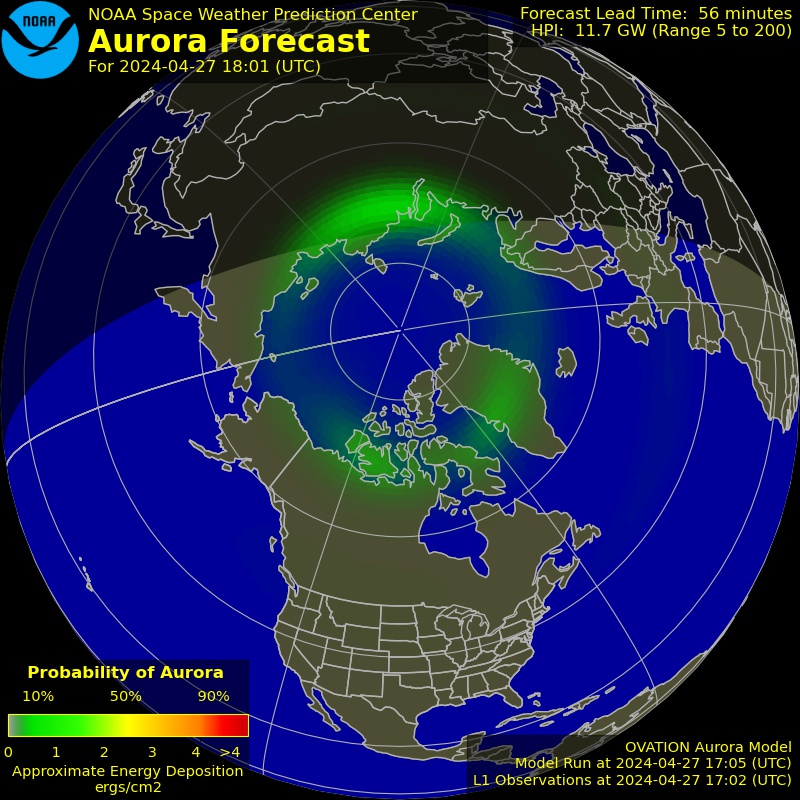 NOAA
NOAA Space Weather Prediction Center
Aurora Forecast
For 2024-04-27 18:01 (UTC)
Forecast Lead Time: 56 minutes
HPI: 11.7 GW (Range 5 to 200)
Probability of Aurora
10% 50% 90%
0 1 2 3 4 >4
Approximate Energy Deposition
ergs/cm2
OVATION Aurora Model
Model Run at 2024-04-27 17:05 (UTC)
L1 Observations at 2024-04-27 17:02 (UTC)